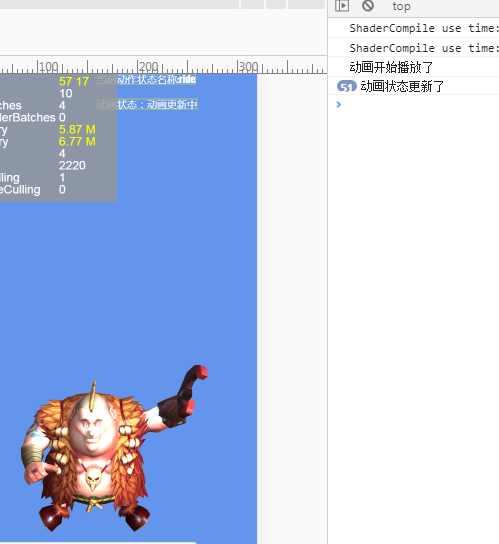 top
ShaderCompile use time:
ShaderCompile use time:
动画开始播放了
51 动画状态更新了
100 200 300
当前动作状态名称:ride
动画状态：动画更新中
57 17
10
ches 4
lerBatches 0
ry 5.87 M
ry 6.77 M
4
2220
lling 1
eCulling 0